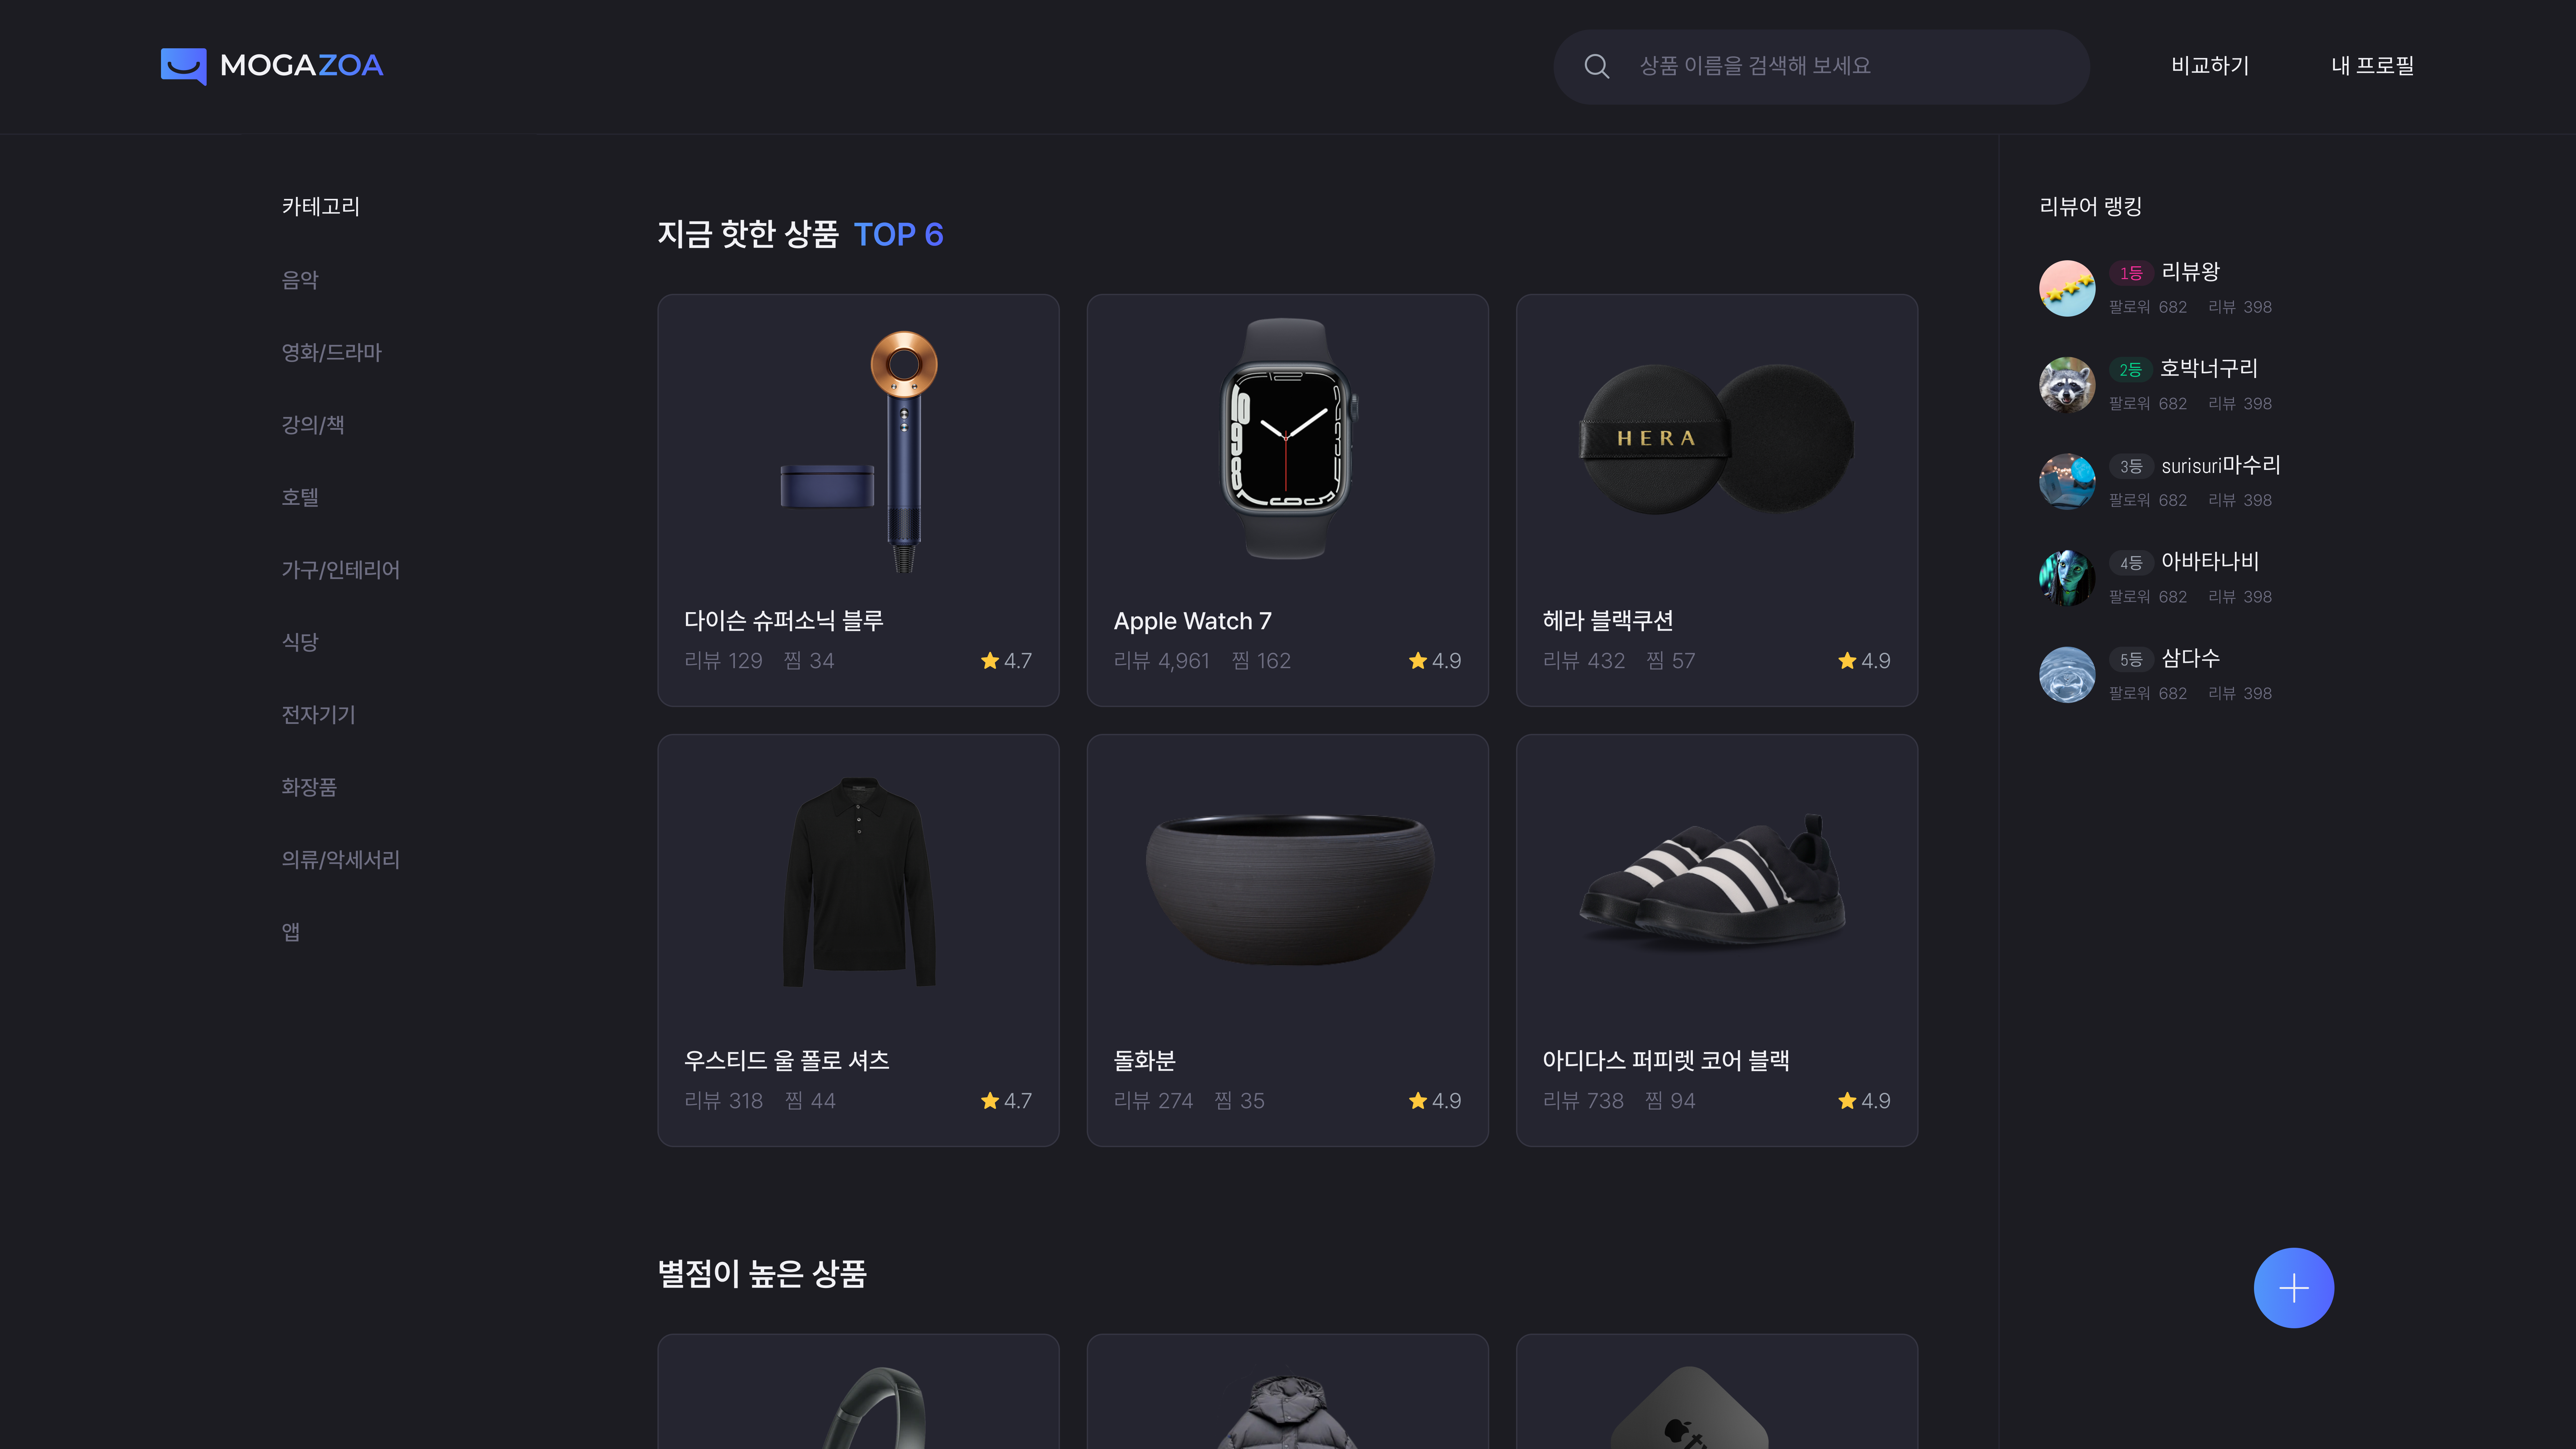 MOGAZOA
상품 이름을 검색해 보세요
비교하기
내 프로필
카테고리
음악
영화/드라마
강의/책
호텔
가구/인테리어
식당
전자기기
화장품
의류/악세서리
앱
지금 핫한 상품 TOP 6
HERA
다이슨 슈퍼소닉 블루
리뷰 129 찜 34 4.7
Apple Watch 7
리뷰 4,961 찜 162 4.9
헤라 블랙쿠션
리뷰 432 찜 57 4.9
우스티드 울 폴로 셔츠
리뷰 318 찜 44 4.7
돌화분
리뷰 274 찜 35 4.9
아디다스 퍼피렛 코어 블랙
리뷰 738 찜 94 4.9
별점이 높은 상품
리뷰어 랭킹
1등 리뷰왕
팔로워 682 리뷰 398
2등 호박너구리
팔로워 682 리뷰 398
3등 surisuri마수리
팔로워 682 리뷰 398
4등 아바타나비
팔로워 682 리뷰 398
5등 삼다수
팔로워 682 리뷰 398